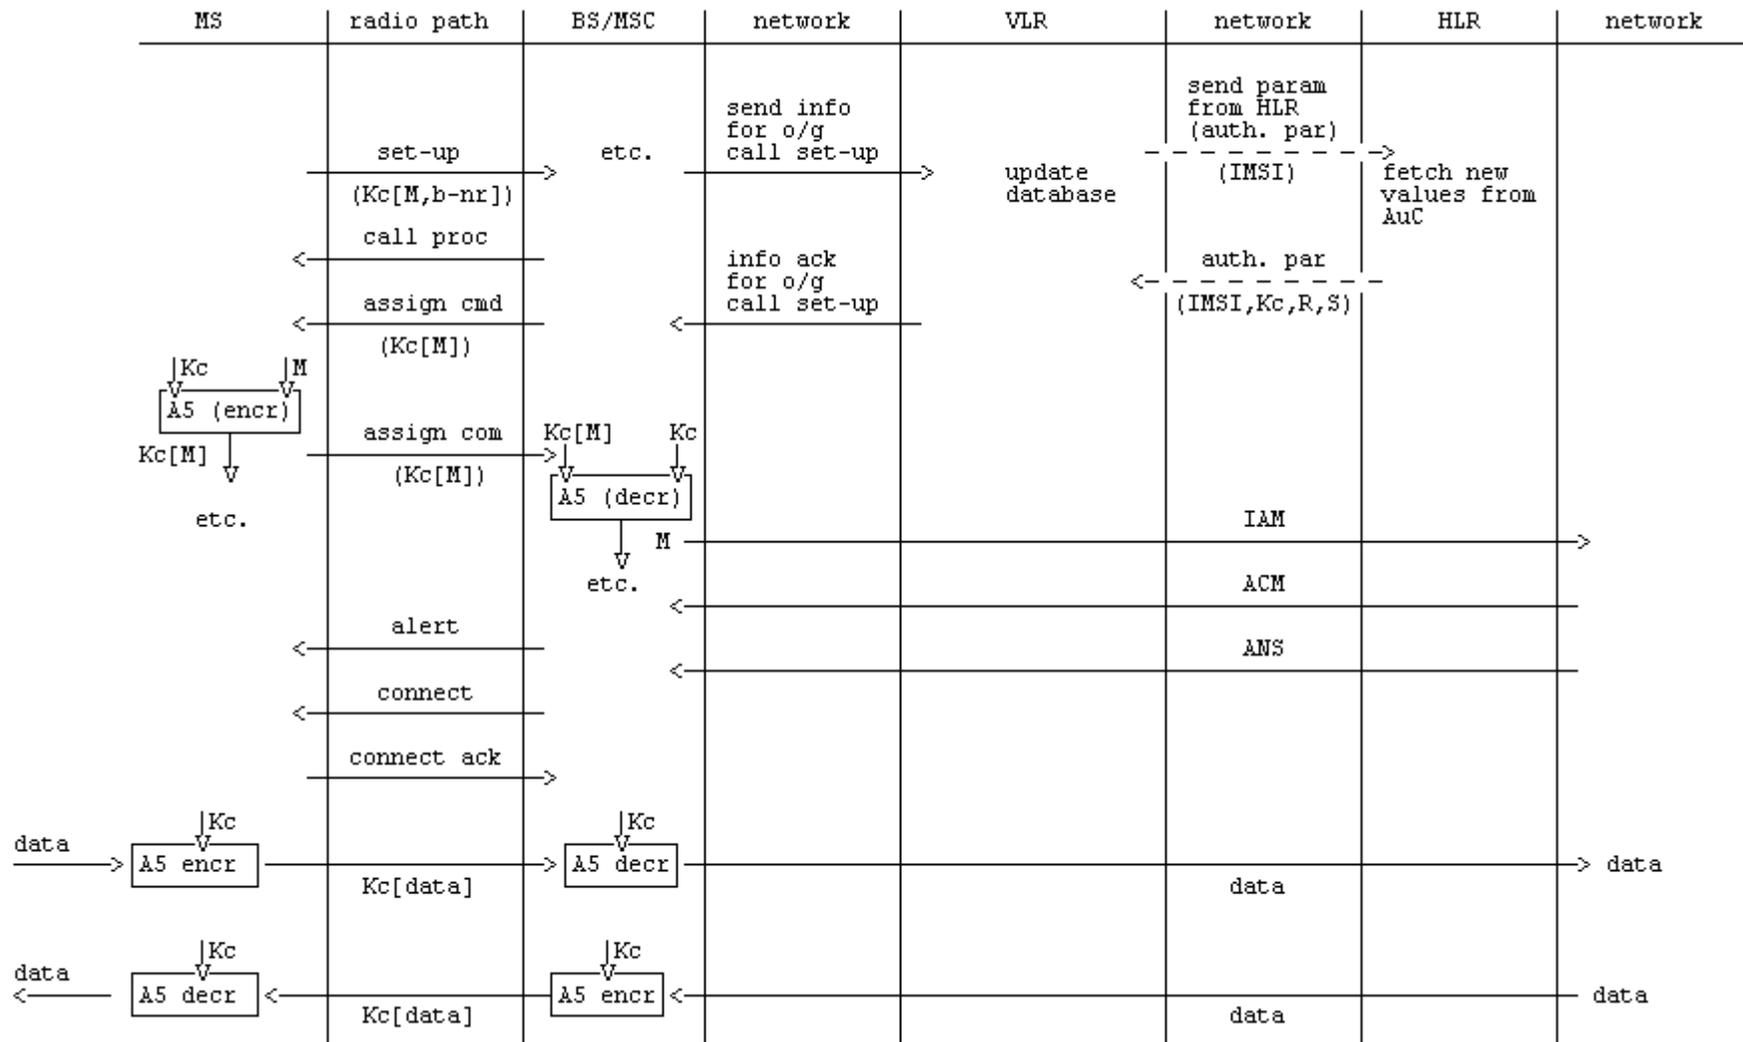 MS radio path BS/MSC network VLR network HLR network
send param
from HLR
(auth. par)
send info
for o/g
call set-up
set-up
etc.
(Kc[M,b-nr])
update
database
(IMSI)
fetch new
values from
AuC
call proc
info ack
for o/g
call set-up
auth. par
(IMSI,Kc,R,S)
assign cmd
(Kc[M])
Kc M
A5 (encr)
Kc[M]
etc.
assign com
(Kc[M])
Kc[M] Kc
A5 (decr)
M
etc.
IAM
ACM
alert
ANS
connect
connect ack
Kc Kc
data
A5 encr
A5 decr
data
Kc[data]
data
Kc Kc
data
A5 decr
A5 encr
data
Kc[data]
data